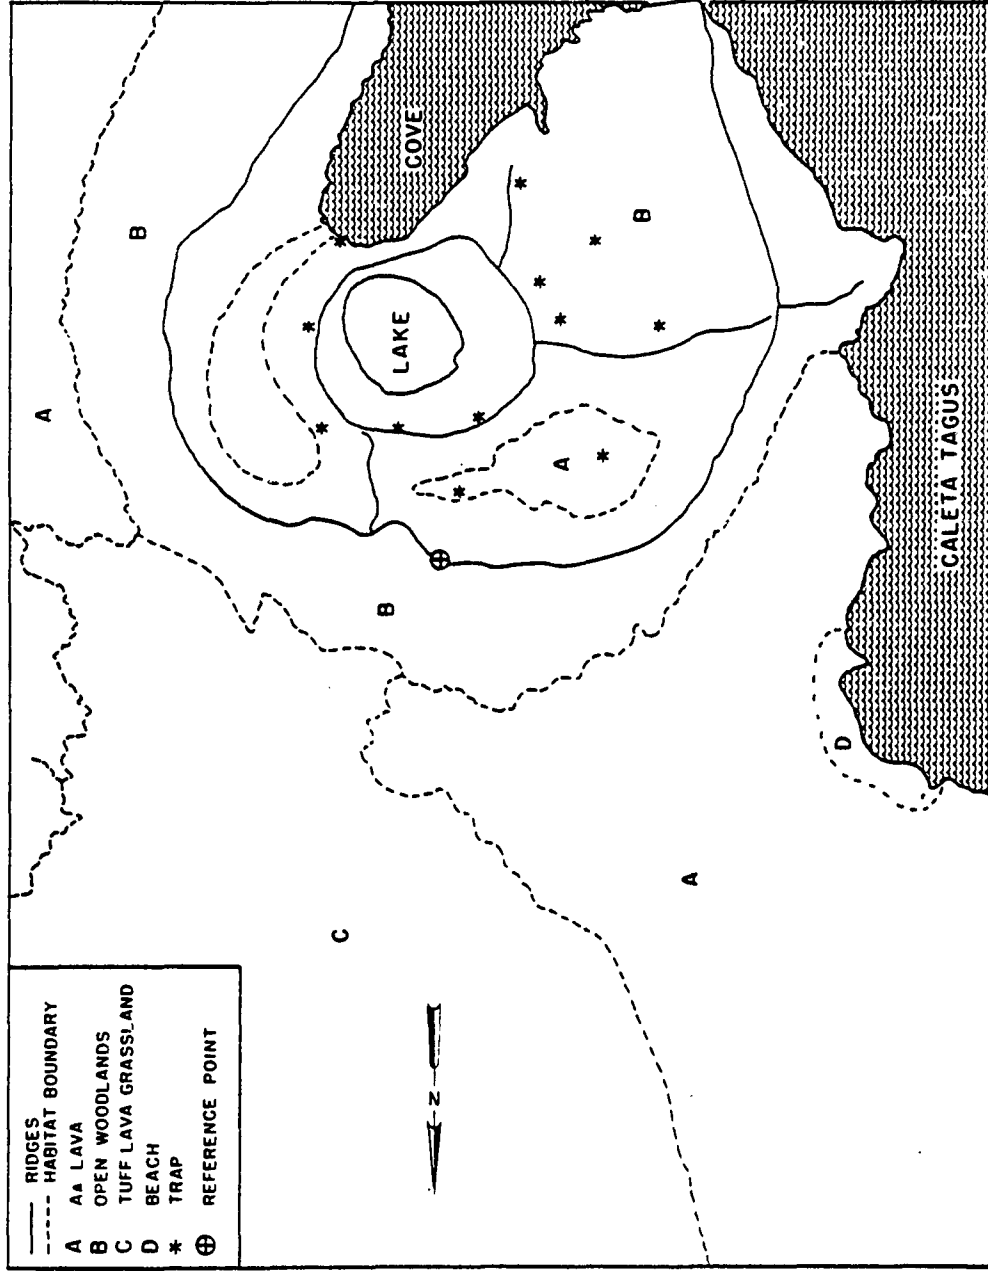 RIDGES
HABITAT BOUNDARY
A AA LAVA
B OPEN WOODLANDS
C TUFF LAVA GRASSLAND
D BEACH
* TRAP
⊕ REFERENCE POINT
N
C
A
A
B
B
A
B
D
LAKE
COVE
CALETA TAGUS